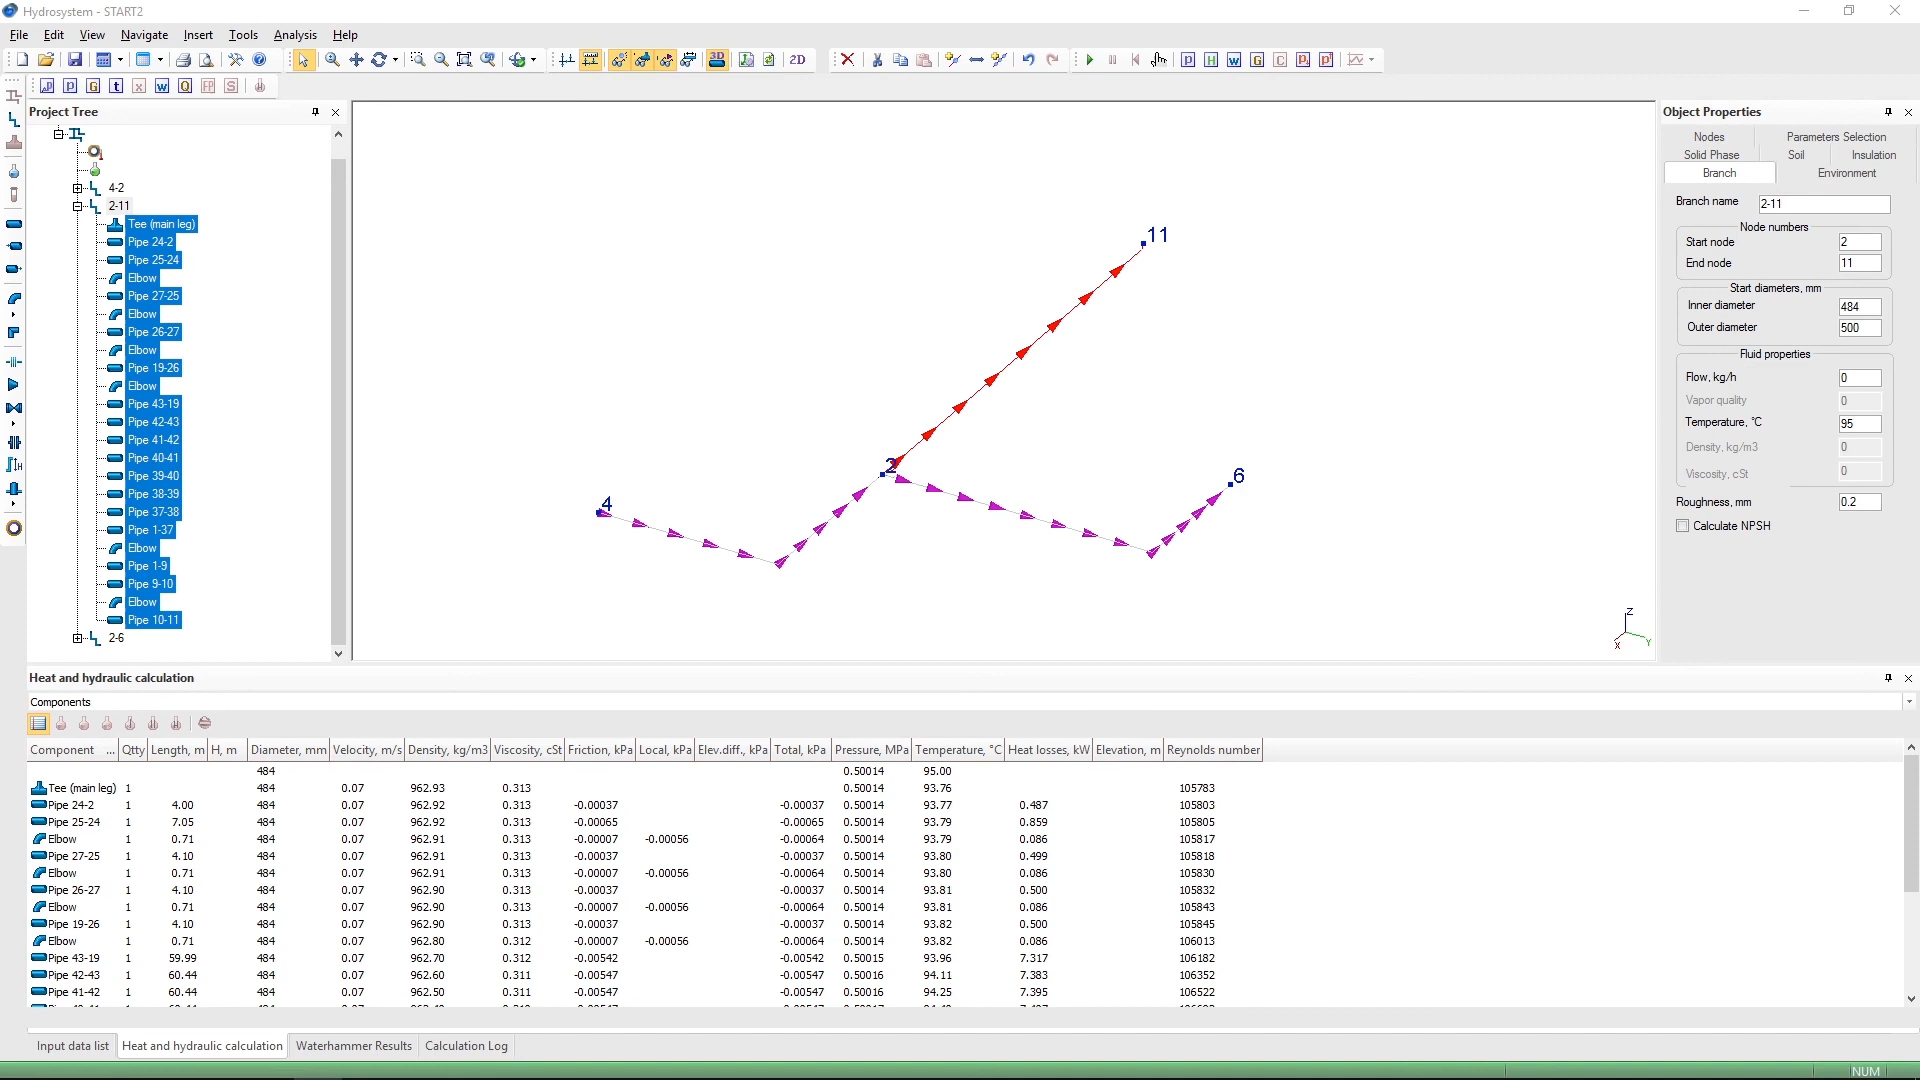 Hydrosystem - START2
File Edit View Navigate Insert Tools Analysis Help
3D 2D P H W G C
P G t x W Q FP S
Project Tree
4-2
2-11
Tee (main leg)
Pipe 24-2
Pipe 25-24
Elbow
Pipe 27-25
Elbow
Pipe 26-27
Elbow
Pipe 19-26
Elbow
Pipe 43-19
Pipe 42-43
Pipe 41-42
Pipe 40-41
Pipe 39-40
Pipe 38-39
Pipe 37-38
Pipe 1-37
Elbow
Pipe 1-9
Pipe 9-10
Elbow
Pipe 10-11
2-6
11
2
6
4
Z
X Y
Object Properties
Nodes Parameters Selection
Solid Phase Soil Insulation
Branch Environment
Branch name 2-11
Node numbers
Start node 2
End node 11
Start diameters, mm
Inner diameter 484
Outer diameter 500
Fluid properties
Flow, kg/h 0
Vapor quality 0
Temperature, °C 95
Density, kg/m3 0
Viscosity, cSt 0
Roughness, mm 0.2
Calculate NPSH
Heat and hydraulic calculation
Components
Component ... Qtty Length, m H, m Diameter, mm Velocity, m/s Density, kg/m3 Viscosity, cSt Friction, kPa Local, kPa Elev.diff., kPa Total, kPa Pressure, MPa Temperature, °C Heat losses, kW Elevation, m Reynolds number
484 0.50014 95.00
Tee (main leg) 1 484 0.07 962.93 0.313 0.50014 93.76 105783
Pipe 24-2 1 4.00 484 0.07 962.92 0.313 -0.00037 -0.00037 0.50014 93.77 0.487 105803
Pipe 25-24 1 7.05 484 0.07 962.92 0.313 -0.00065 -0.00065 0.50014 93.79 0.859 105805
Elbow 1 0.71 484 0.07 962.91 0.313 -0.00007 -0.00056 -0.00064 0.50014 93.79 0.086 105817
Pipe 27-25 1 4.10 484 0.07 962.91 0.313 -0.00037 -0.00037 0.50014 93.80 0.499 105818
Elbow 1 0.71 484 0.07 962.91 0.313 -0.00007 -0.00056 -0.00064 0.50014 93.80 0.086 105830
Pipe 26-27 1 4.10 484 0.07 962.90 0.313 -0.00037 -0.00037 0.50014 93.81 0.500 105832
Elbow 1 0.71 484 0.07 962.90 0.313 -0.00007 -0.00056 -0.00064 0.50014 93.81 0.086 105843
Pipe 19-26 1 4.10 484 0.07 962.90 0.313 -0.00037 -0.00037 0.50014 93.82 0.500 105845
Elbow 1 0.71 484 0.07 962.80 0.312 -0.00007 -0.00056 -0.00064 0.50014 93.82 0.086 106013
Pipe 43-19 1 59.99 484 0.07 962.70 0.312 -0.00542 -0.00542 0.50015 93.96 7.317 106182
Pipe 42-43 1 60.44 484 0.07 962.60 0.311 -0.00547 -0.00547 0.50016 94.11 7.383 106352
Pipe 41-42 1 60.44 484 0.07 962.50 0.311 -0.00547 -0.00547 0.50016 94.25 7.395 106522
Input data list Heat and hydraulic calculation Waterhammer Results Calculation Log
NUM